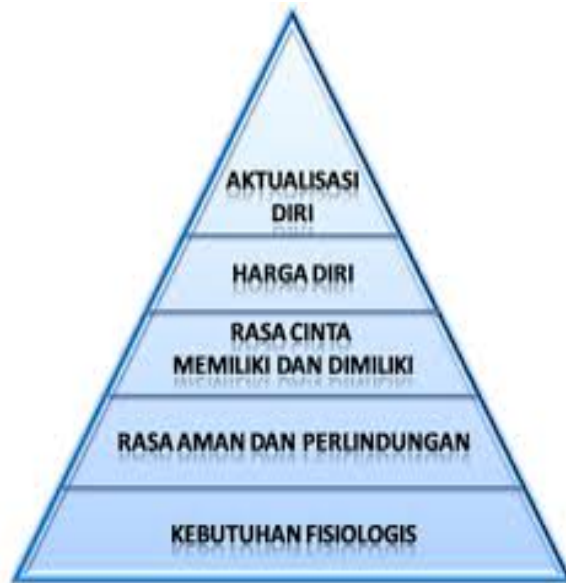 AKTUALISASI
DIRI
HARGA DIRI
RASA CINTA
MEMILIKI DAN DIMILIKI
RASA AMAN DAN PERLINDUNGAN
KEBUTUHAN FISIOLOGIS